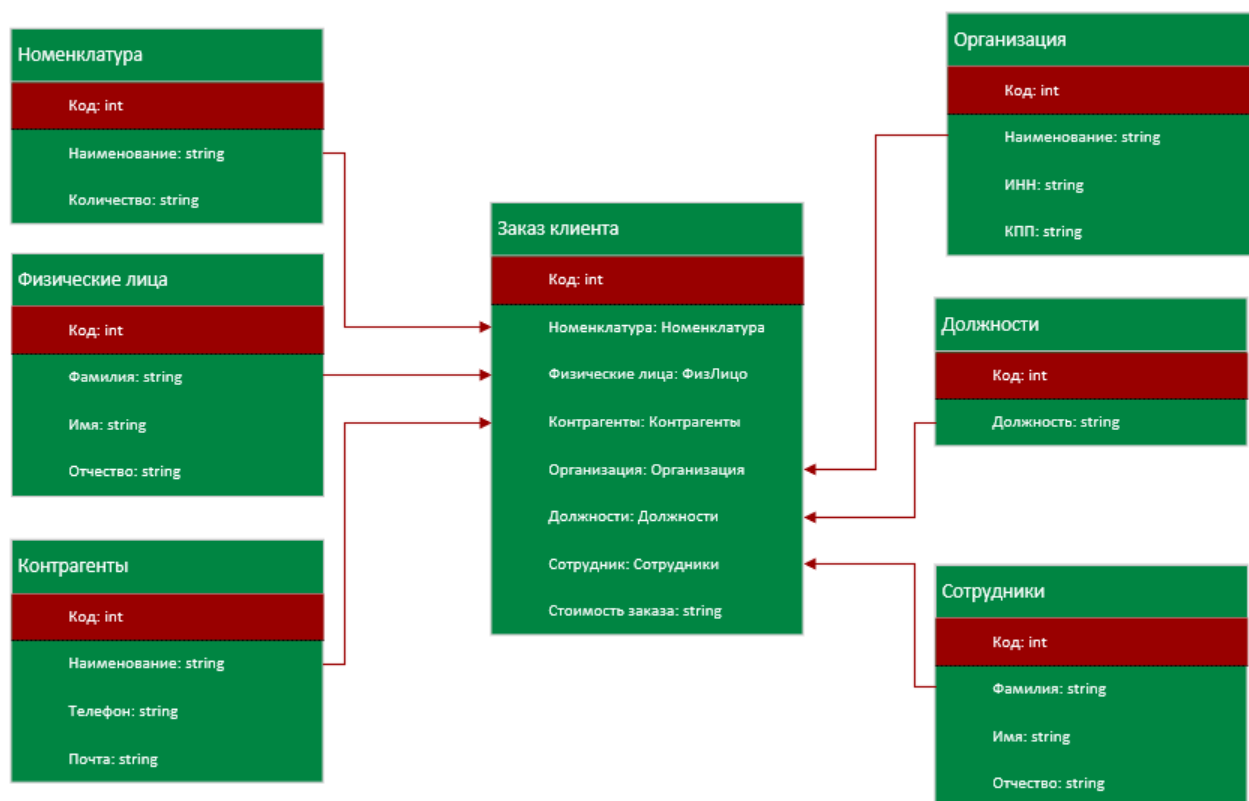 Номенклатура
Код: int
Наименование: string
Количество: string
Физические лица
Код: int
Фамилия: string
Имя: string
Отчество: string
Контрагенты
Код: int
Наименование: string
Телефон: string
Почта: string
Заказ клиента
Код: int
Номенклатура: Номенклатура
Физические лица: ФизЛицо
Контрагенты: Контрагенты
Организация: Организация
Должности: Должности
Сотрудник: Сотрудники
Стоимость заказа: string
Организация
Код: int
Наименование: string
ИНН: string
КПП: string
Должности
Код: int
Должность: string
Сотрудники
Код: int
Фамилия: string
Имя: string
Отчество: string